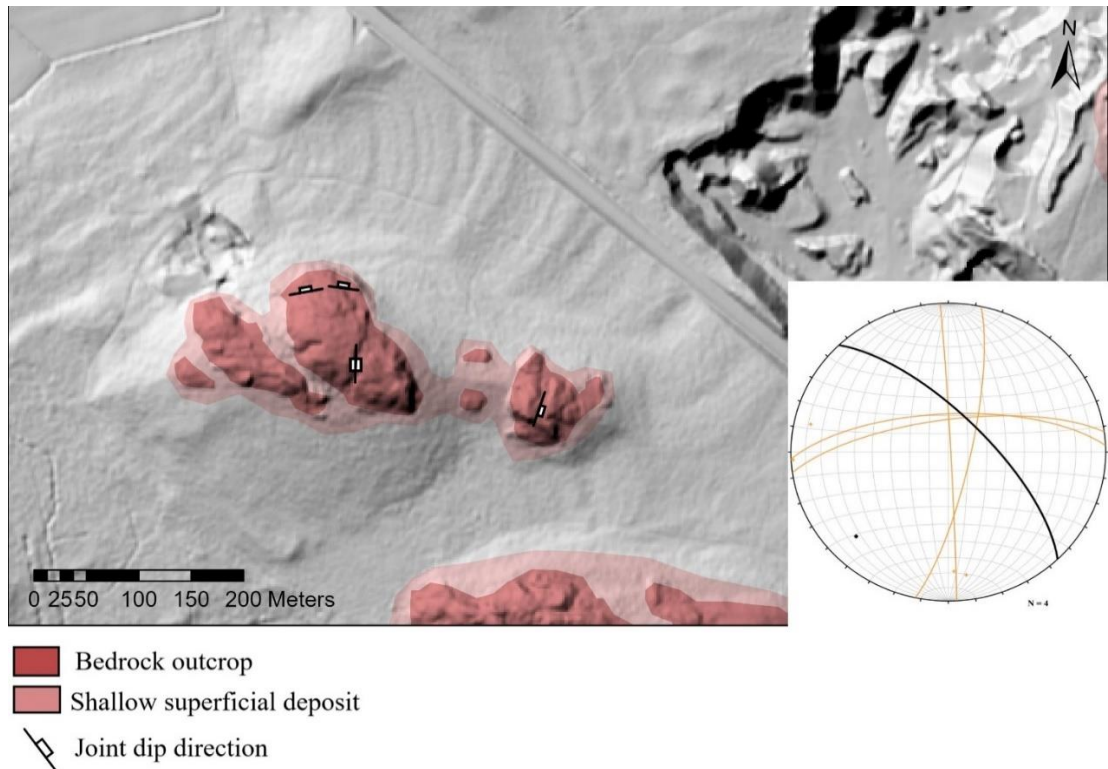 N
0 25 50 100 150 200 Meters
N = 4
Bedrock outcrop
Shallow superficial deposit
Joint dip direction